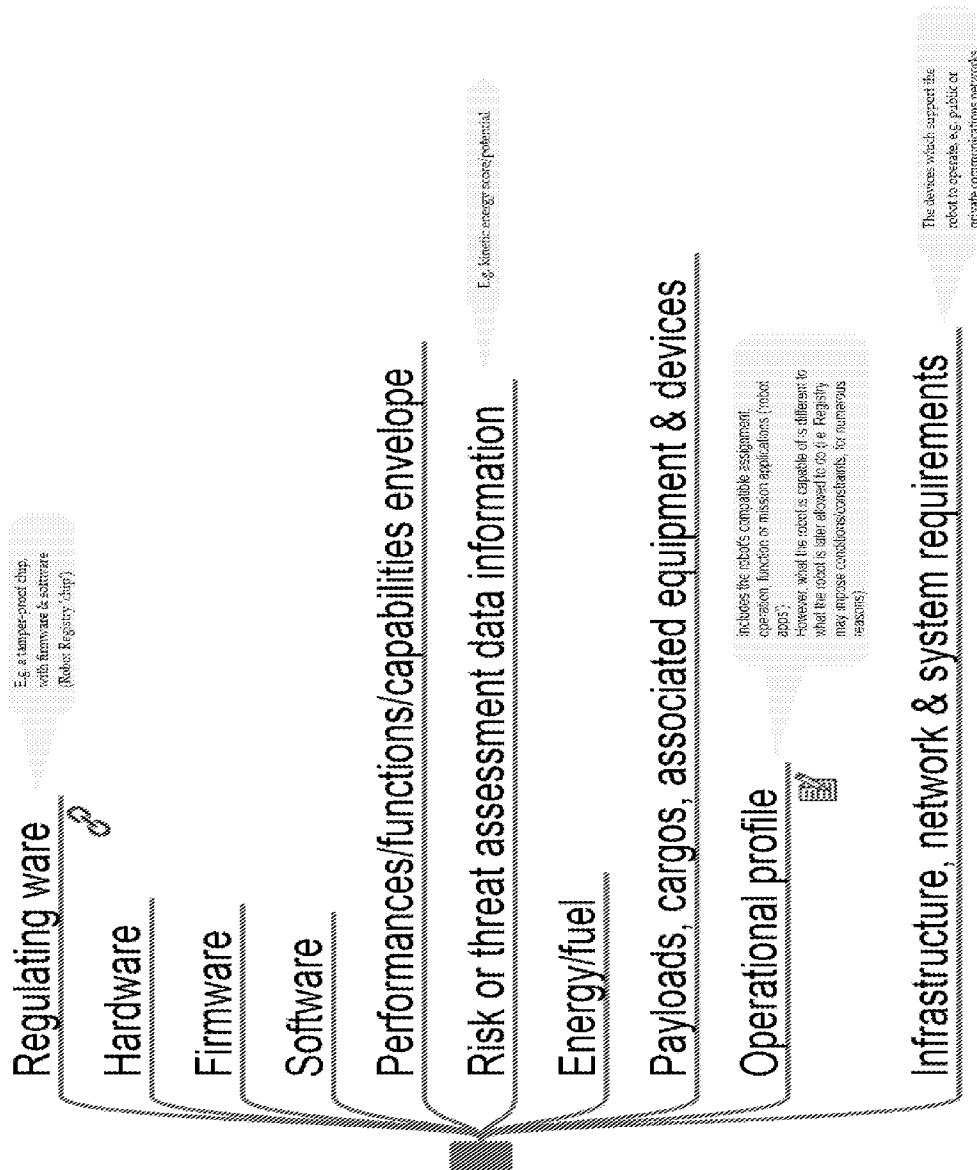 Regulating ware
E.g. a tamper-proof chip,
with firmware & software
(Robot Registry 'chip')
Hardware
Firmware
Software
Performances/functions/capabilities envelope
Risk or threat assessment data information
E.g. kinetic energy score/potential
Energy/fuel
Payloads, cargos, associated equipment & devices
Operational profile
Includes the robot's compatible assignment,
operation, function or mission applications ('robot
apps')
However, what the robot is capable of is different to
what the robot is later allowed to do (i.e. Registry
may impose conditions/constraints, for numerous
reasons)
Infrastructure, network & system requirements
The devices which support the
robot to operate, e.g. public or
private communications networks